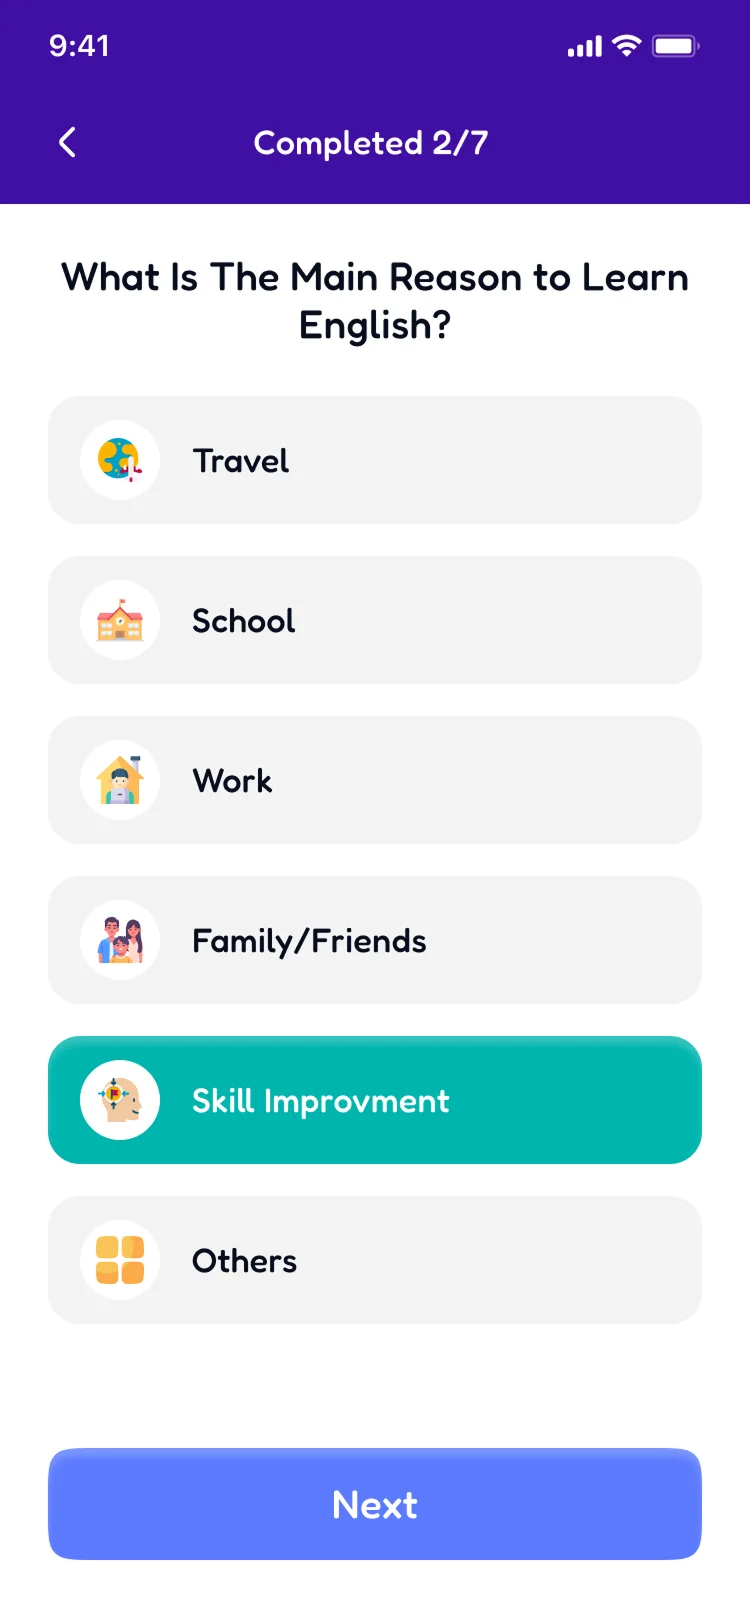 9:41
Completed 2/7
What Is The Main Reason to Learn
English?
Travel
School
Work
Family/Friends
Skill Improvment
Others
Next